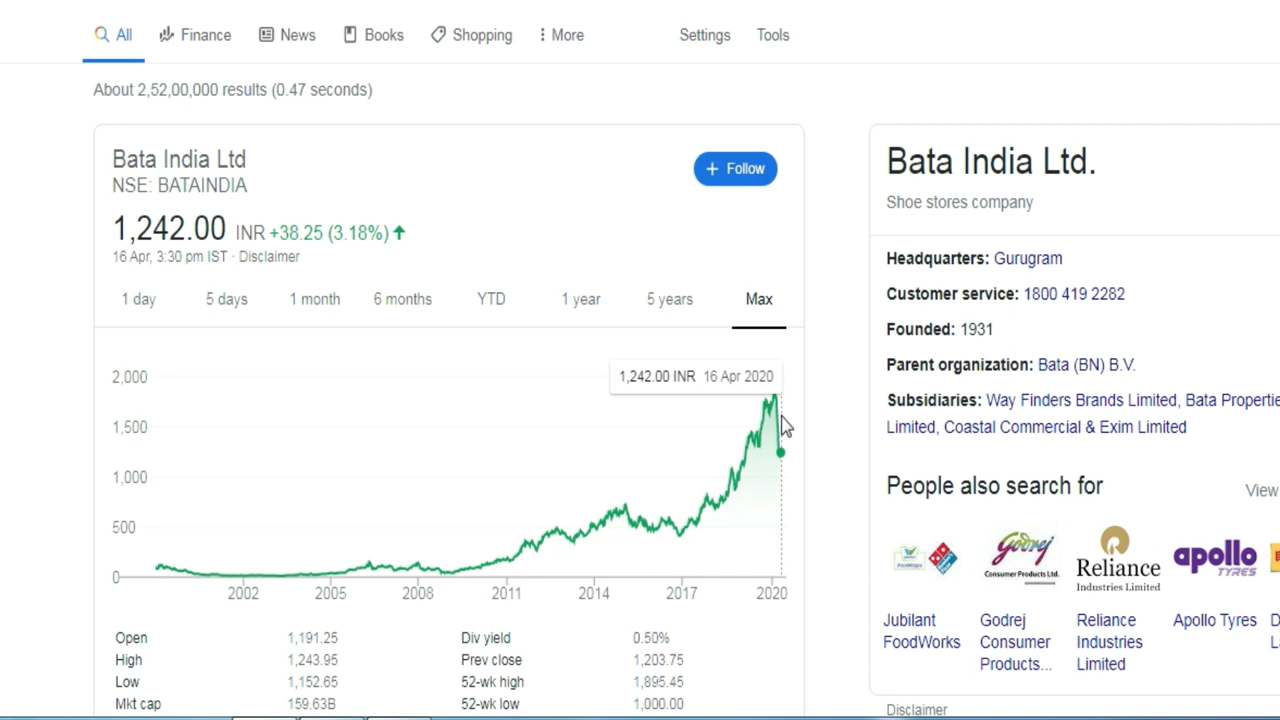 All Finance News Books Shopping More Settings Tools
About 2,52,00,000 results (0.47 seconds)
Bata India Ltd
NSE: BATAINDIA
+ Follow
1,242.00 INR +38.25 (3.18%)
16 Apr, 3:30 pm IST · Disclaimer
1 day 5 days 1 month 6 months YTD 1 year 5 years Max
1,242.00 INR 16 Apr 2020
2,000
1,500
1,000
500
0
2002 2005 2008 2011 2014 2017 2020
Open 1,191.25 Div yield 0.50%
High 1,243.95 Prev close 1,203.75
Low 1,152.65 52-wk high 1,895.45
Mkt cap 159.63B 52-wk low 1,000.00
Bata India Ltd.
Shoe stores company
Headquarters: Gurugram
Customer service: 1800 419 2282
Founded: 1931
Parent organization: Bata (BN) B.V.
Subsidiaries: Way Finders Brands Limited, Bata Propertie
Limited, Coastal Commercial & Exim Limited
People also search for
View
Godrej
Consumer Products Ltd.
Reliance
Industries Limited
apollo
TYRES
Jubilant
FoodWorks
Godrej
Consumer
Products...
Reliance
Industries
Limited
Apollo Tyres
D
La
Disclaimer